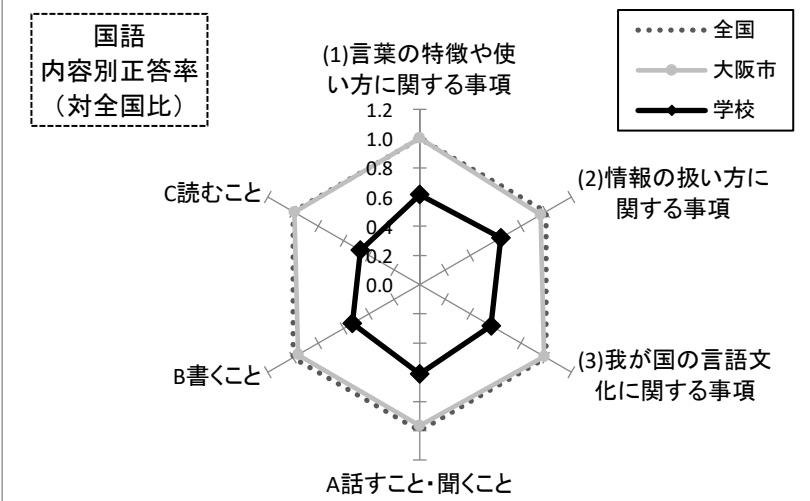 国語
内容別正答率
（対全国比）
全国
大阪市
学校
(1)言葉の特徴や使
い方に関する事項
1.2
1.0
0.8
0.6
0.4
0.2
0.0
C読むこと
(2)情報の扱い方に
関する事項
B書くこと
(3)我が国の言語文
化に関する事項
A話すこと・聞くこと